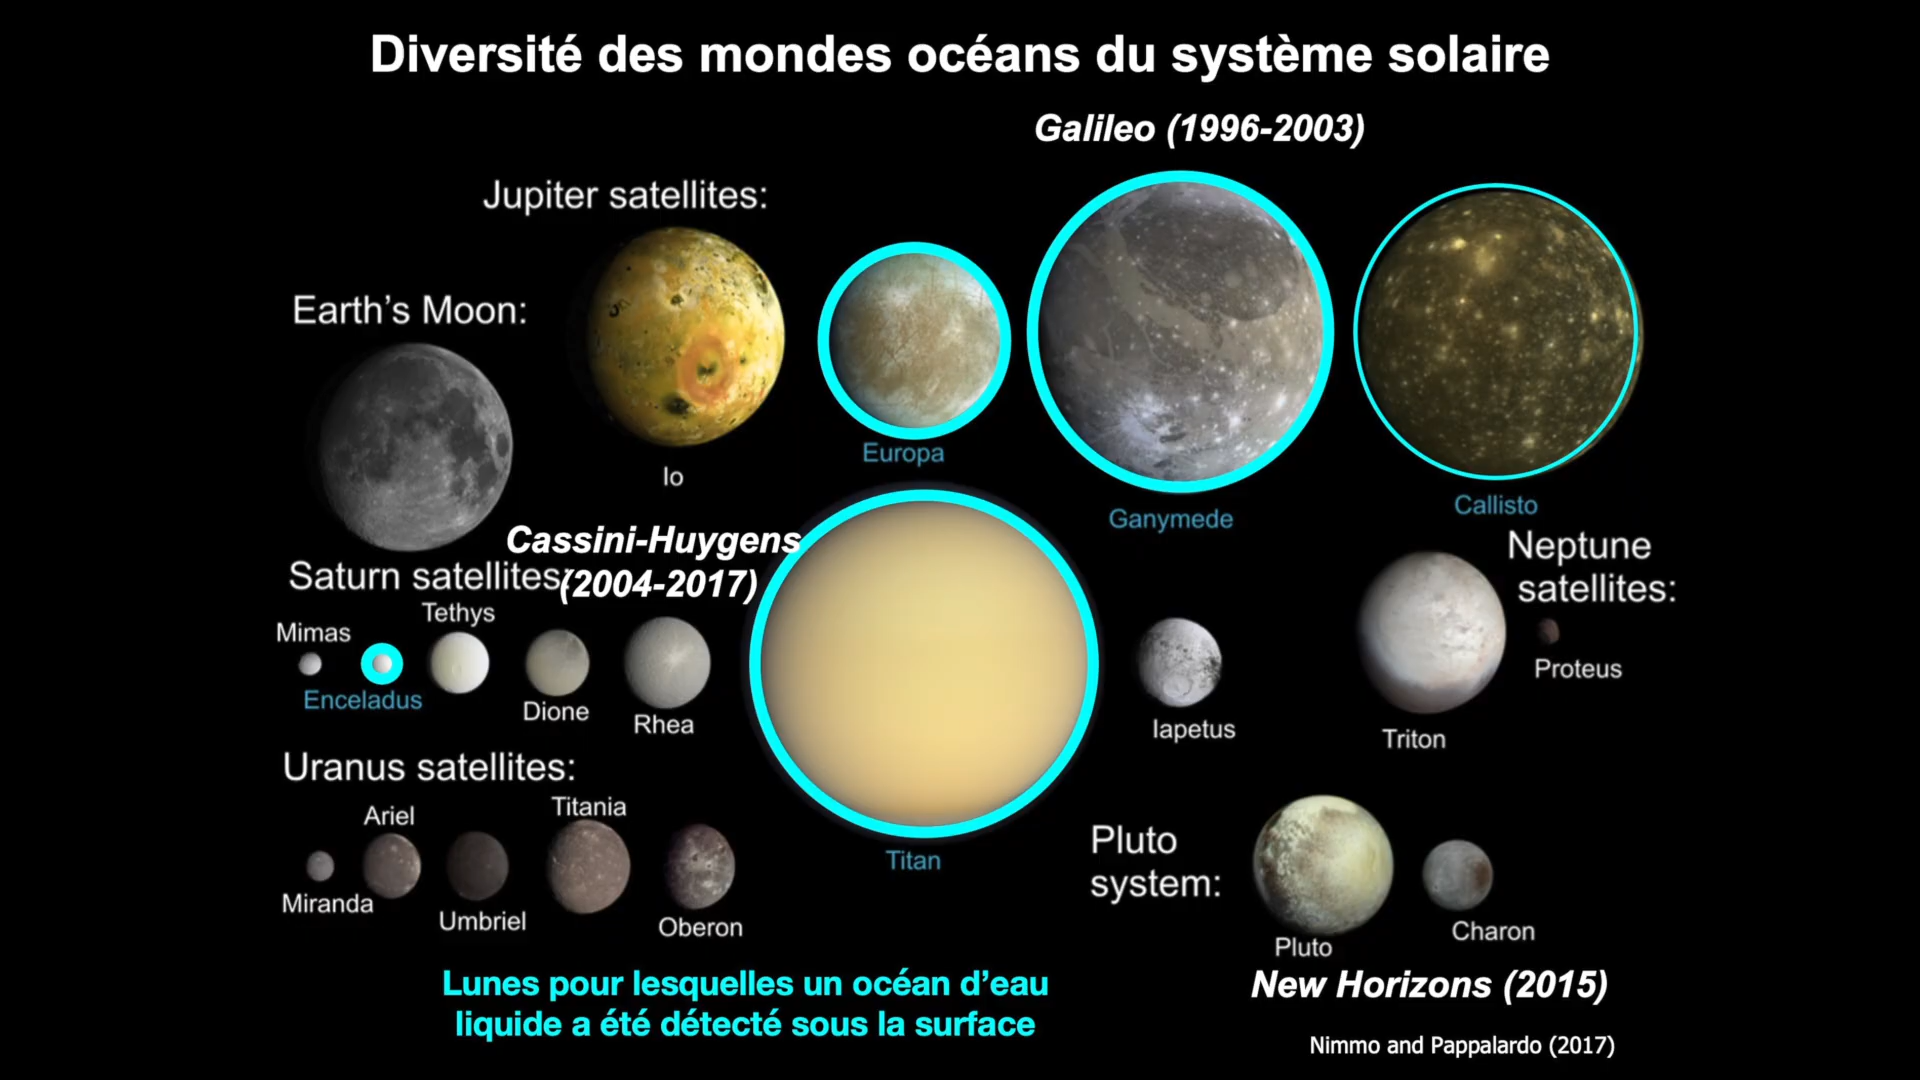 Diversité des mondes océans du système solaire
Galileo (1996-2003)
Jupiter satellites:
Earth's Moon:
Io
Europa
Ganymede
Callisto
Cassini-Huygens
(2004-2017)
Saturn satellites:
Mimas
Enceladus
Tethys
Dione
Rhea
Titan
Iapetus
Neptune
satellites:
Triton
Proteus
Uranus satellites:
Miranda
Ariel
Umbriel
Titania
Oberon
Pluto
system:
Pluto
Charon
New Horizons (2015)
Lunes pour lesquelles un océan d'eau
liquide a été détecté sous la surface
Nimmo and Pappalardo (2017)